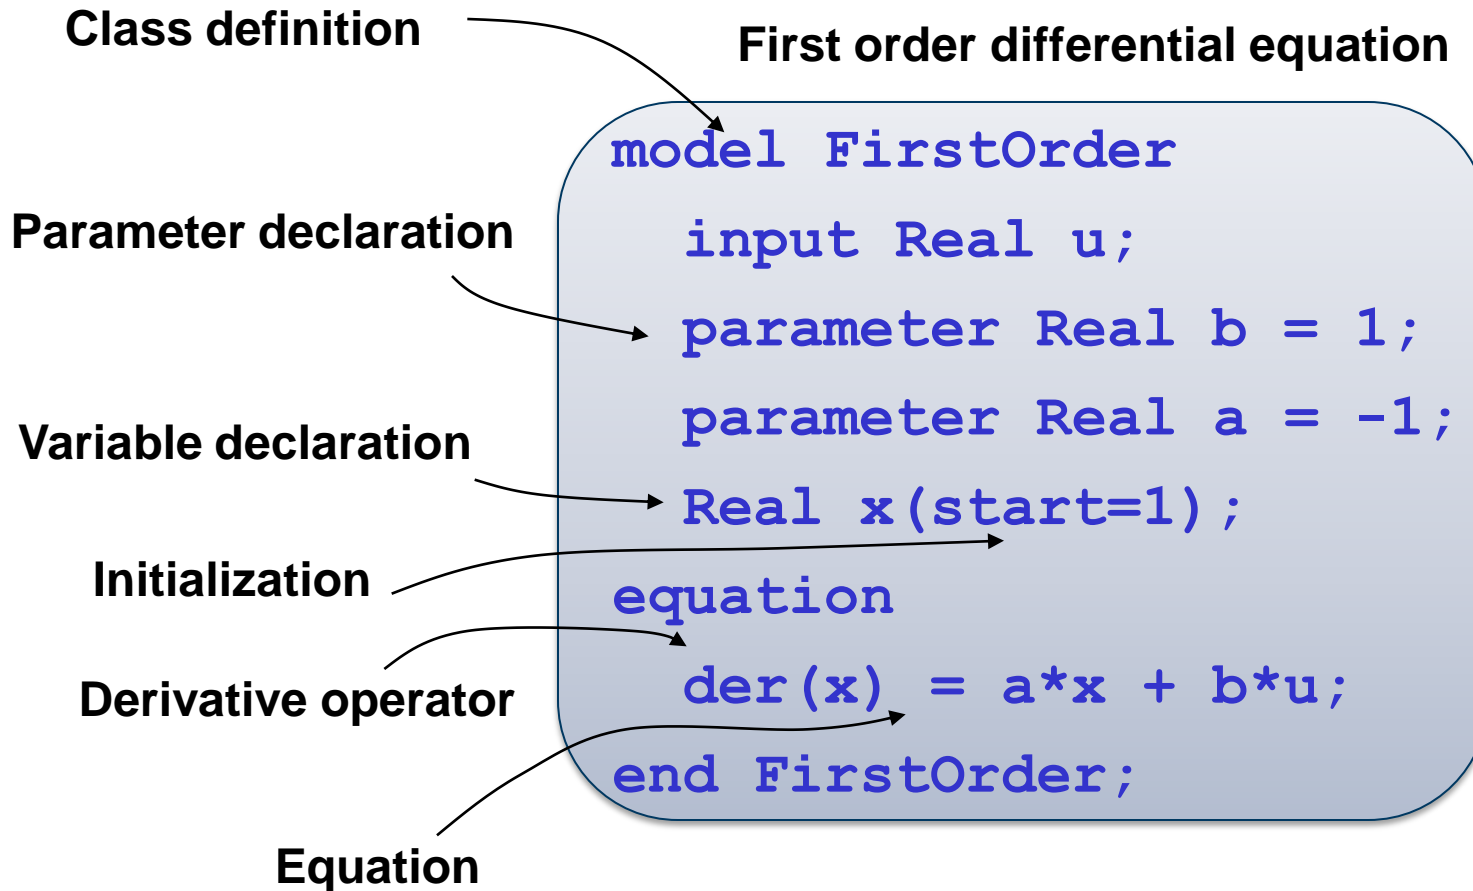 Class definition
First order differential equation
model FirstOrder
input Real u;
Parameter declaration
parameter Real b = 1;
parameter Real a = -1;
Variable declaration
Real x(start=1);
Initialization
equation
Derivative operator
der(x) = a*x + b*u;
end FirstOrder;
Equation